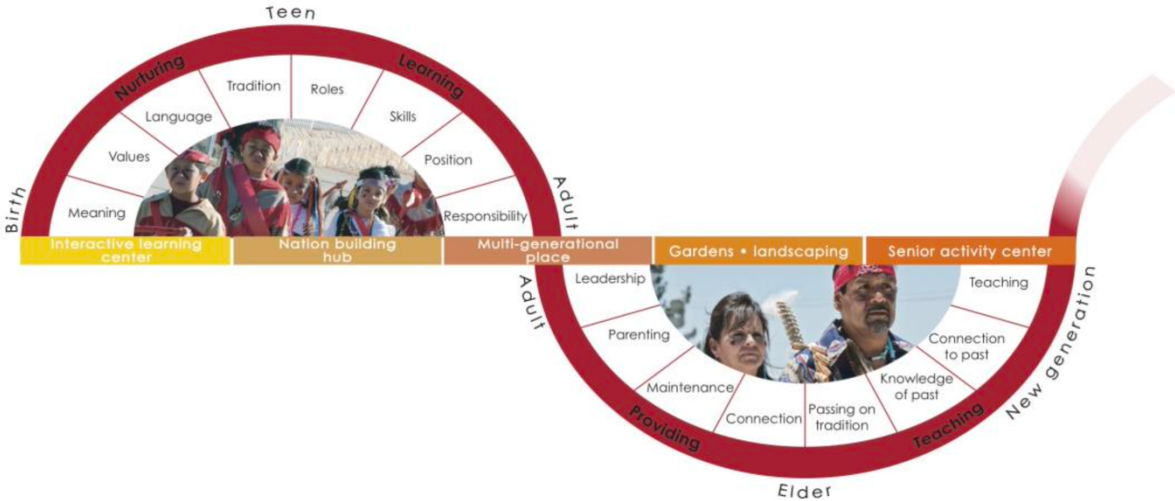 Teen
Nurturing
Learning
Tradition
Roles
Language
Skills
Values
Position
Meaning
Responsibility
Birth
Adult
Interactive learning
center
Nation building
hub
Multi-generational
place
Gardens • landscaping
Senior activity center
Adult
Leadership
Teaching
Parenting
Connection
to past
Maintenance
Knowledge
of past
Connection
Passing on
tradition
Providing
Teaching
New generation
Elder